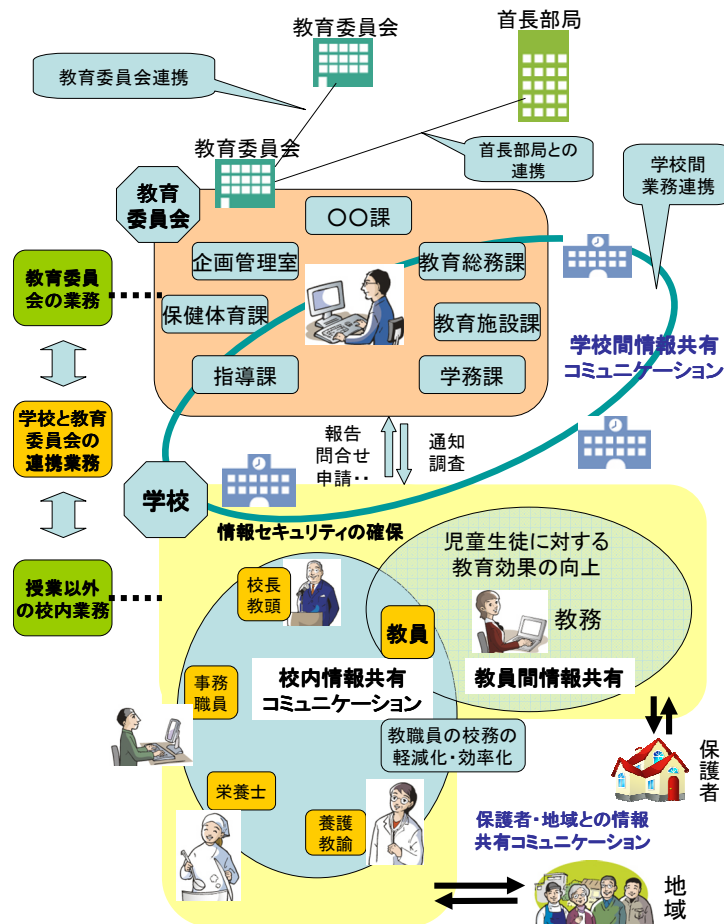 教育委員会
首長部局
教育委員会連携
教育委員会
首長部局との
連携
学校間
業務連携
教育
委員会
〇〇課
企画管理室
教育総務課
教育委員
会の業務
保健体育課
教育施設課
学校間情報共有
コミュニケーション
指導課
学務課
学校と教育
委員会の
連携業務
報告
問合せ
申請・・
通知
調査
学校
情報セキュリティの確保
児童生徒に対する
教育効果の向上
授業以外
の校内業務
校長
教頭
教員
教務
校内情報共有
コミュニケーション
教員間情報共有
事務
職員
教職員の校務の
軽減化・効率化
保護者
栄養士
養護
教諭
保護者・地域との情報
共有コミュニケーション
地域